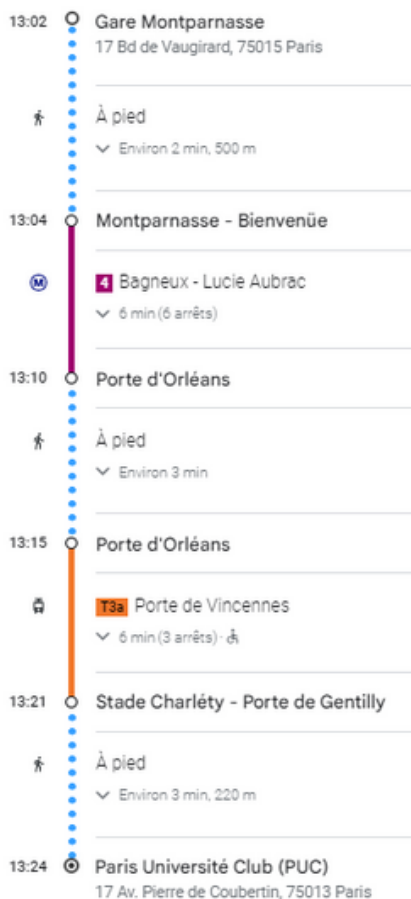 13:02 Gare Montparnasse
17 Bd de Vaugirard, 75015 Paris
À pied
Environ 2 min, 500 m
13:04 Montparnasse - Bienvenüe
M 4 Bagneux - Lucie Aubrac
6 min (6 arrêts)
13:10 Porte d'Orléans
À pied
Environ 3 min
13:15 Porte d'Orléans
T3a Porte de Vincennes
6 min (3 arrêts) ·
13:21 Stade Charléty - Porte de Gentilly
À pied
Environ 3 min, 220 m
13:24 Paris Université Club (PUC)
17 Av. Pierre de Coubertin, 75013 Paris